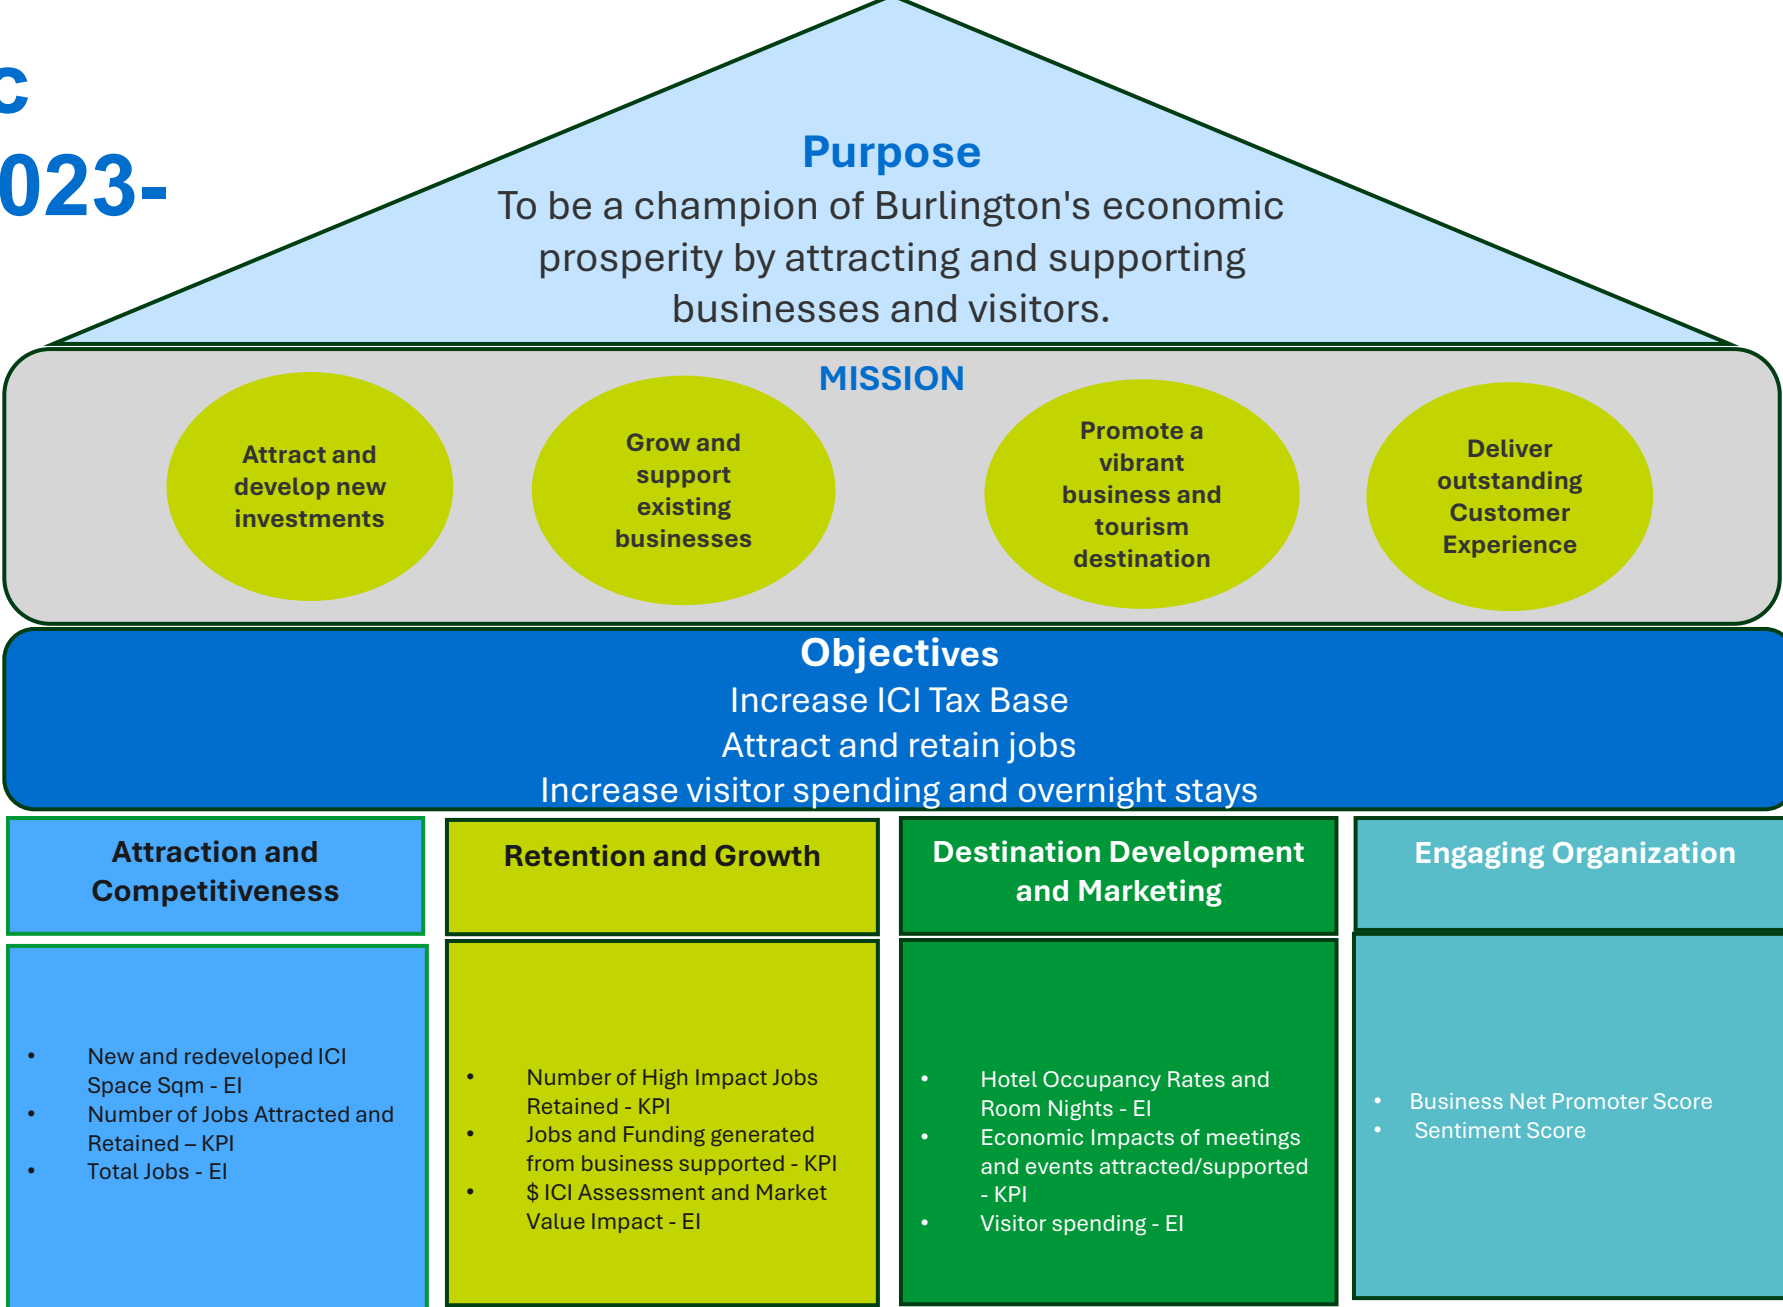 c
023-
Purpose
To be a champion of Burlington's economic
prosperity by attracting and supporting
businesses and visitors.
MISSION
Attract and
develop new
investments
Grow and
support
existing
businesses
Promote a
vibrant
business and
tourism
destination
Deliver
outstanding
Customer
Experience
Objectives
Increase ICI Tax Base
Attract and retain jobs
Increase visitor spending and overnight stays
Attraction and
Competitiveness
• New and redeveloped ICI
Space Sqm - EI
• Number of Jobs Attracted and
Retained – KPI
• Total Jobs - EI
Retention and Growth
• Number of High Impact Jobs
Retained - KPI
• Jobs and Funding generated
from business supported - KPI
• $ ICI Assessment and Market
Value Impact - EI
Destination Development
and Marketing
• Hotel Occupancy Rates and
Room Nights - EI
• Economic Impacts of meetings
and events attracted/supported
- KPI
• Visitor spending - EI
Engaging Organization
• Business Net Promoter Score
• Sentiment Score